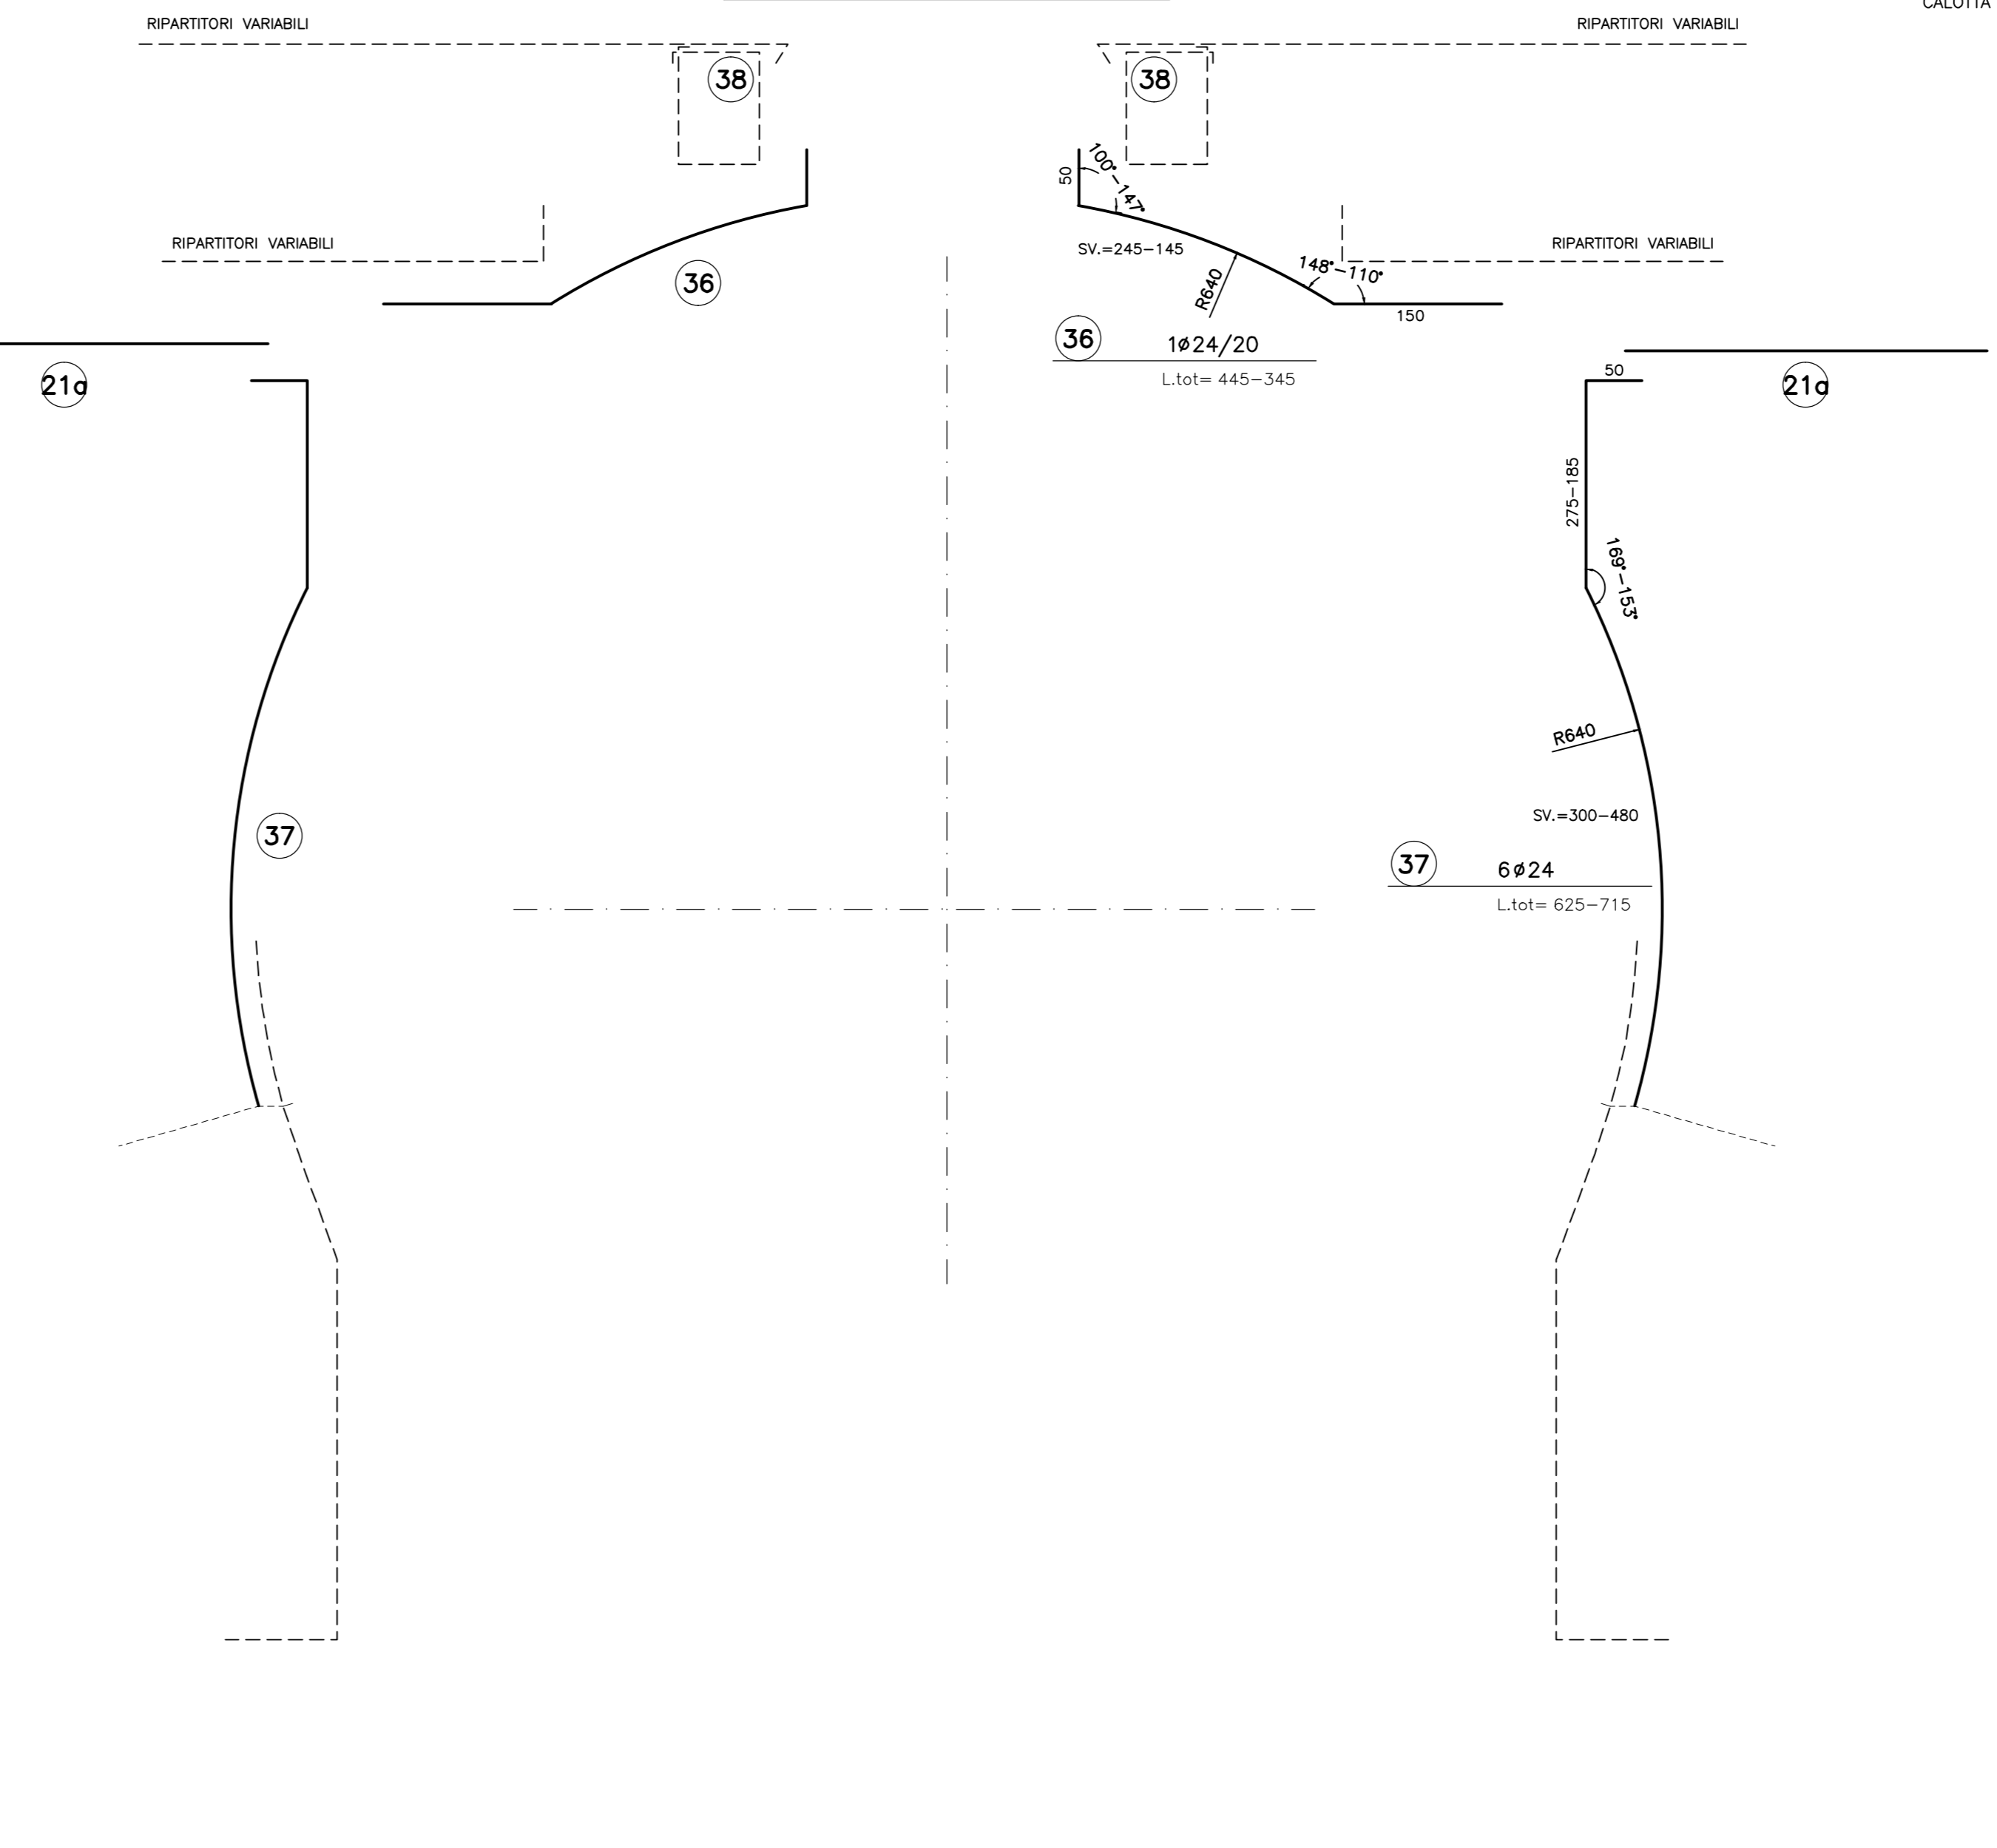 CALOTTA
RIPARTITORI VARIABILI
RIPARTITORI VARIABILI
38
38
50
100°-147°
RIPARTITORI VARIABILI
SV.=245-145
RIPARTITORI VARIABILI
36
R640
148°-110°
150
36
1ø24/20
L.tot= 445-345
21a
50
21a
275-185
169°-153°
R640
SV.=300-480
37
37
6ø24
L.tot= 625-715